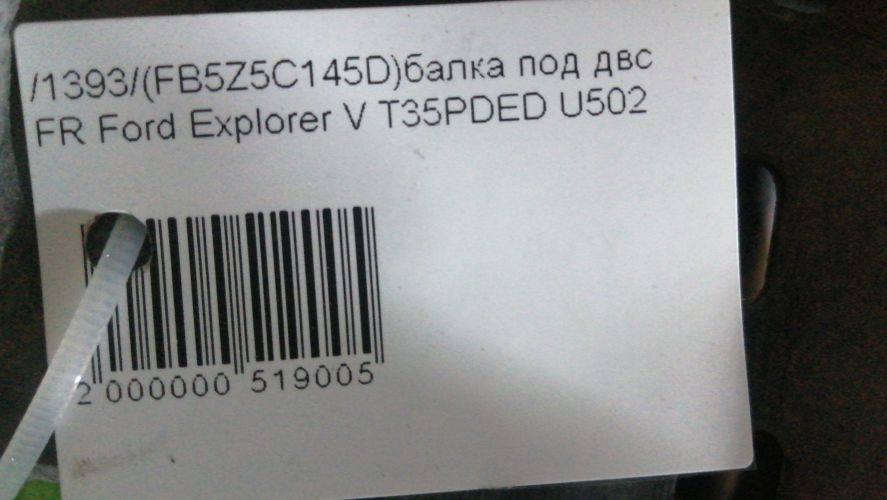 /1393/(FB5Z5C145D)балка под двс
FR Ford Explorer V T35PDED U502
2 000000 519005